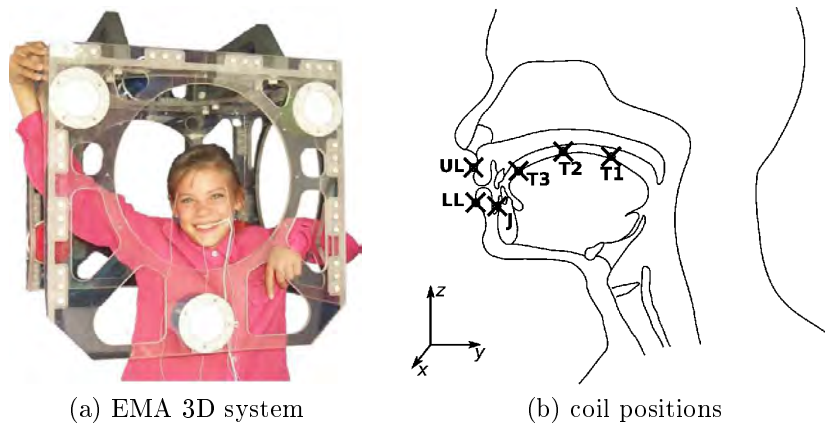 UL
T3
T2
T1
LL
J
z
y
x
(a) EMA 3D system
(b) coil positions